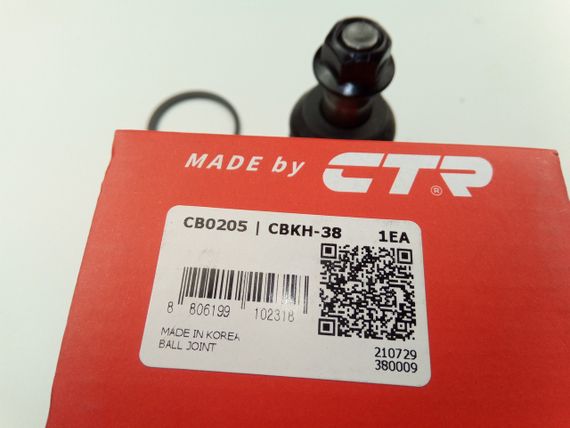 MADE by CTR®
CB0205 | CBKH-38 1EA
8 806199 102318
MADE IN KOREA
BALL JOINT
210729
380009